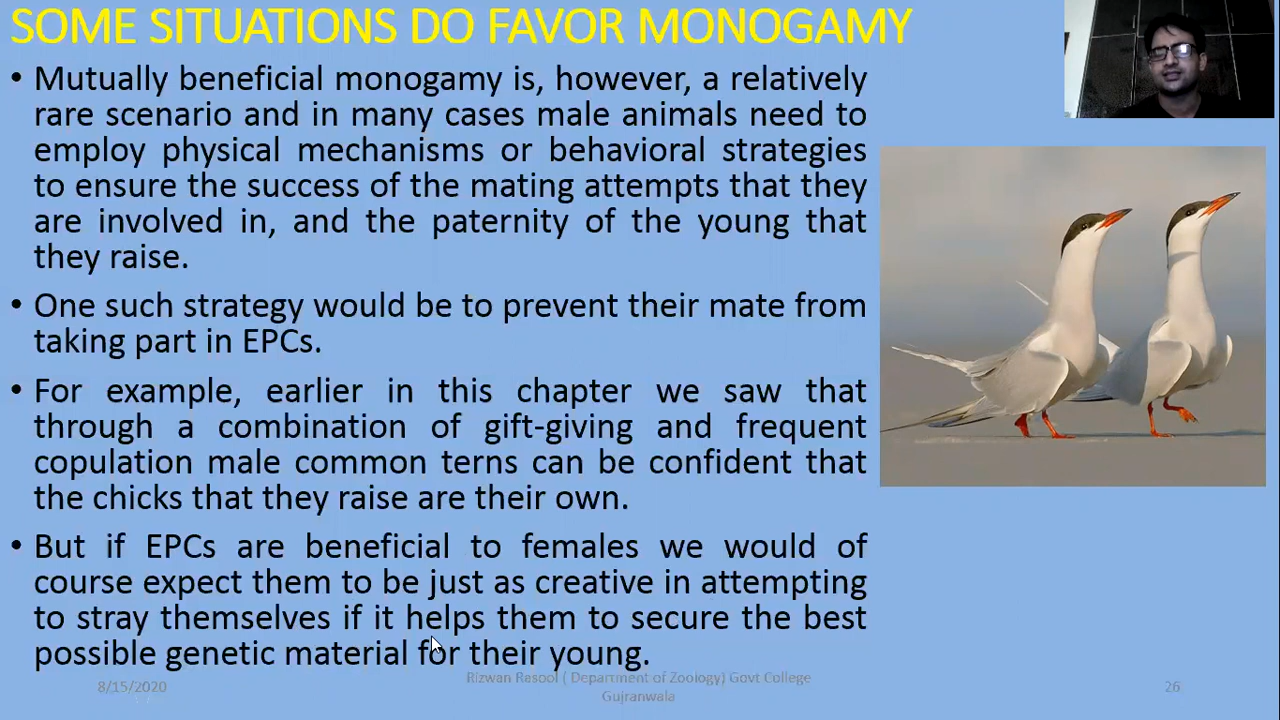 SOME SITUATIONS DO FAVOR MONOGAMY
• Mutually beneficial monogamy is, however, a relatively
rare scenario and in many cases male animals need to
employ physical mechanisms or behavioral strategies
to ensure the success of the mating attempts that they
are involved in, and the paternity of the young that
they raise.
• One such strategy would be to prevent their mate from
taking part in EPCs.
• For example, earlier in this chapter we saw that
through a combination of gift-giving and frequent
copulation male common terns can be confident that
the chicks that they raise are their own.
• But if EPCs are beneficial to females we would of
course expect them to be just as creative in attempting
to stray themselves if it helps them to secure the best
possible genetic material for their young.
8/15/2020
Rizwan Rasool ( Department of Zoology) Govt College
Gujranwala
26